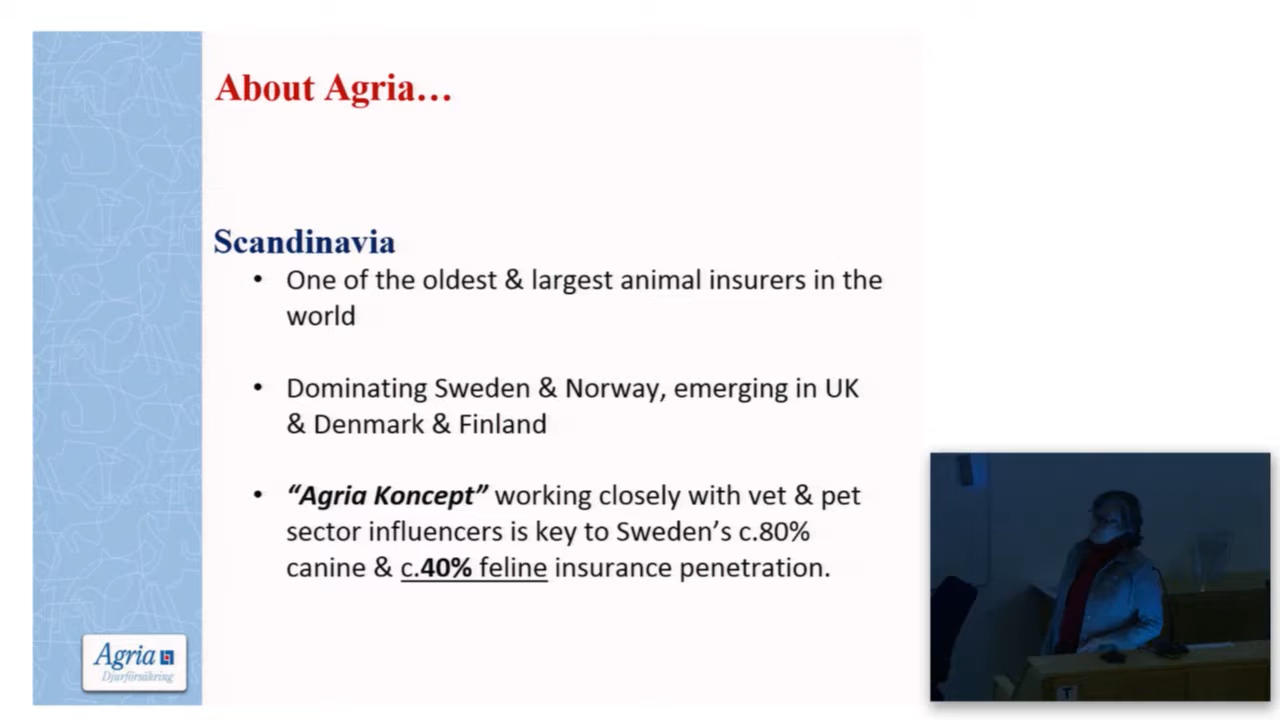 About Agria…
Scandinavia
• One of the oldest & largest animal insurers in the
world
• Dominating Sweden & Norway, emerging in UK
& Denmark & Finland
• “Agria Koncept” working closely with vet & pet
sector influencers is key to Sweden’s c.80%
canine & c.40% feline insurance penetration.
Agria
Djurförsäkring